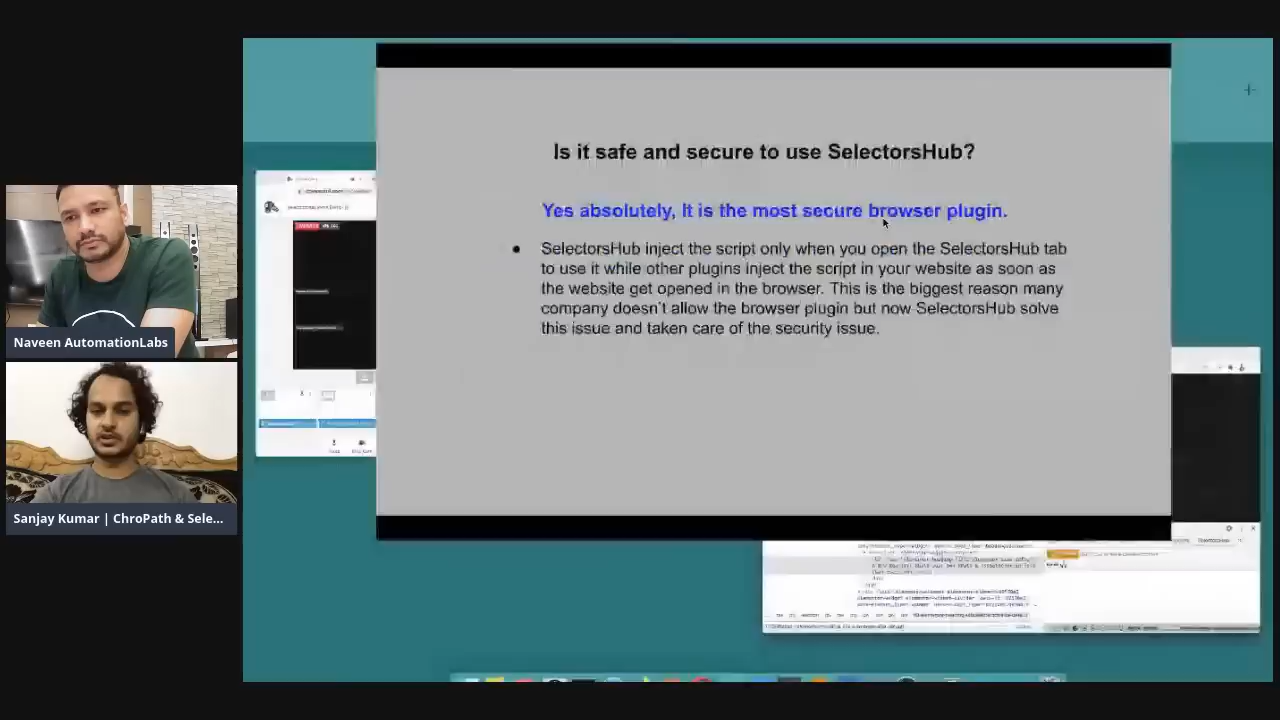 Is it safe and secure to use SelectorsHub?
Yes absolutely, It is the most secure browser plugin.
● SelectorsHub inject the script only when you open the SelectorsHub tab
to use it while other plugins inject the script in your website as soon as
the website get opened in the browser. This is the biggest reason many
company doesn't allow the browser plugin but now SelectorsHub solve
this issue and taken care of the security issue.
Naveen AutomationLabs
Sanjay Kumar | ChroPath & Sele...